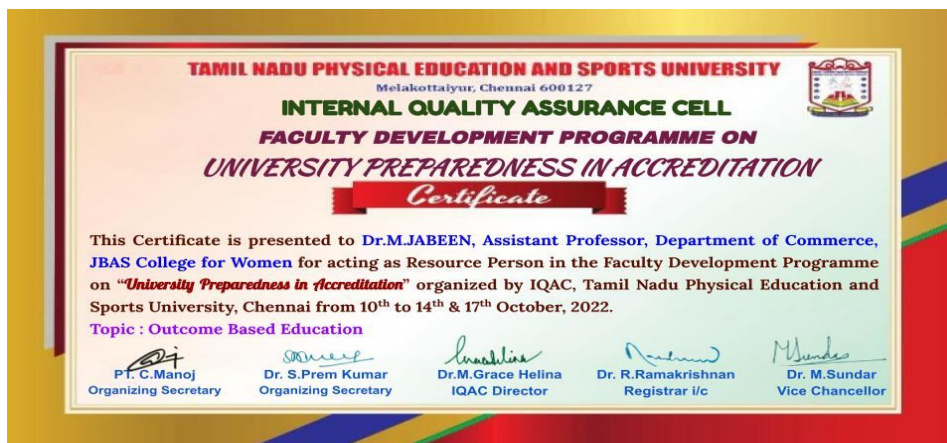 TAMIL NADU PHYSICAL EDUCATION AND SPORTS UNIVERSITY
Melakottaiyur, Chennai 600127
INTERNAL QUALITY ASSURANCE CELL
FACULTY DEVELOPMENT PROGRAMME ON
UNIVERSITY PREPAREDNESS IN ACCREDITATION
Certificate
This Certificate is presented to Dr.M.JABEEN, Assistant Professor, Department of Commerce,
JBAS College for Women for acting as Resource Person in the Faculty Development Programme
on “University Preparedness in Accreditation” organized by IQAC, Tamil Nadu Physical Education and
Sports University, Chennai from 10th to 14th & 17th October, 2022.
Topic : Outcome Based Education
PT. C.Manoj Dr. S.Prem Kumar Dr.M.Grace Helina Dr. R.Ramakrishnan Dr. M.Sundar
Organizing Secretary Organizing Secretary IQAC Director Registrar i/c Vice Chancellor